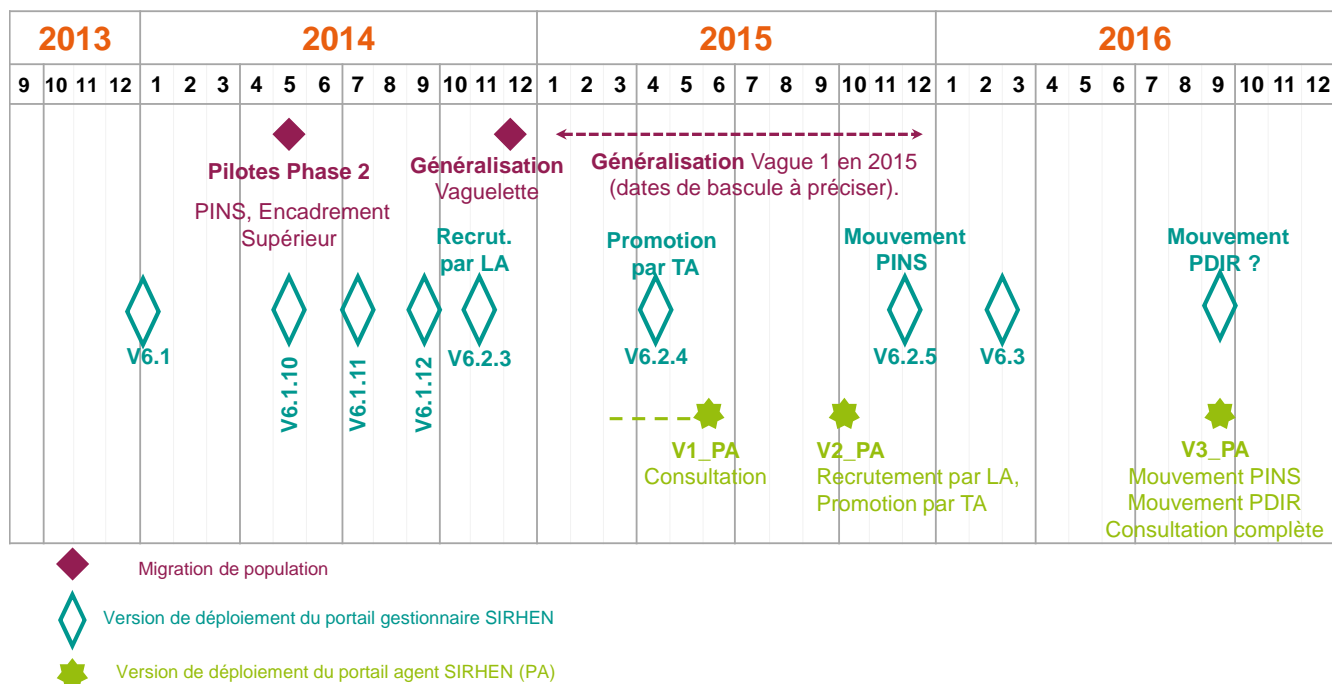 2013 2014 2015 2016
9 10 11 12 1 2 3 4 5 6 7 8 9 10 11 12 1 2 3 4 5 6 7 8 9 10 11 12 1 2 3 4 5 6 7 8 9 10 11 12
Pilotes Phase 2
PINS, Encadrement
Supérieur
Généralisation
Vaguelette
Généralisation Vague 1 en 2015
(dates de bascule à préciser).
Recrut.
par LA
Promotion
par TA
Mouvement
PINS
Mouvement
PDIR ?
V6.1
V6.1.10
V6.1.11
V6.1.12
V6.2.3
V6.2.4
V6.2.5
V6.3
V1_PA
Consultation
V2_PA
Recrutement par LA,
Promotion par TA
V3_PA
Mouvement PINS
Mouvement PDIR
Consultation complète
Migration de population
Version de déploiement du portail gestionnaire SIRHEN
Version de déploiement du portail agent SIRHEN (PA)